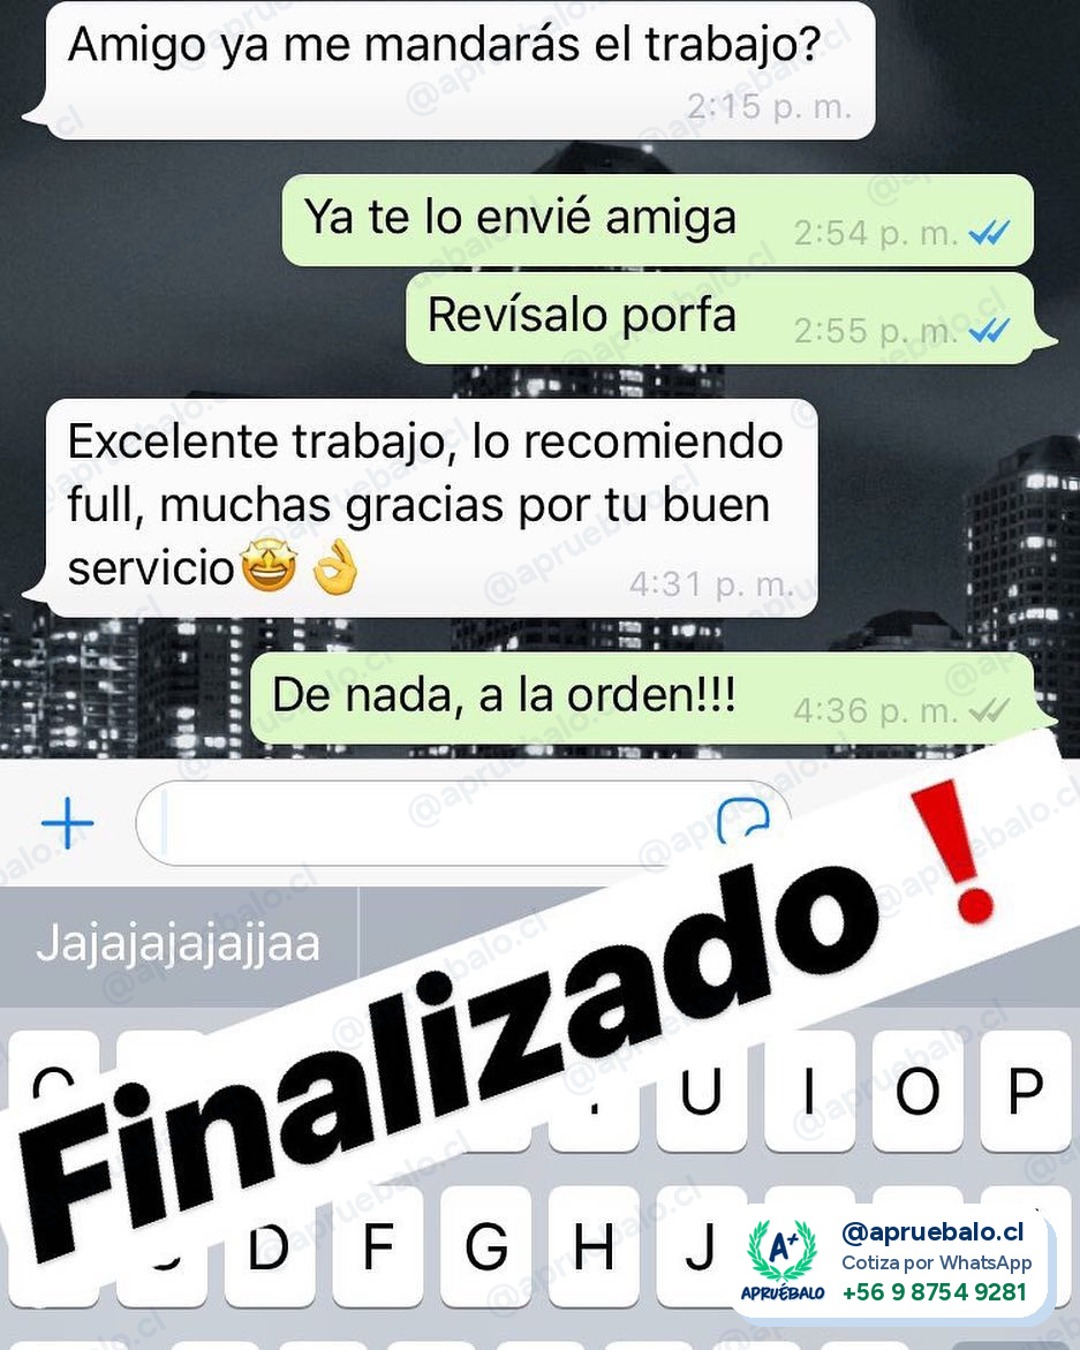 Amigo ya me mandarás el trabajo?
2:15 p. m.
Ya te lo envié amiga
2:54 p. m.
Revísalo porfa
2:55 p. m.
Excelente trabajo, lo recomiendo
full, muchas gracias por tu buen
servicio🤩👌
4:31 p. m.
De nada, a la orden!!!
4:36 p. m.
Jajajajajajjaa
Finalizado❗
U I O P
D F G H J
@apruebalo.cl
Cotiza por WhatsApp
+56 9 8754 9281
A+
APRUÉBALO